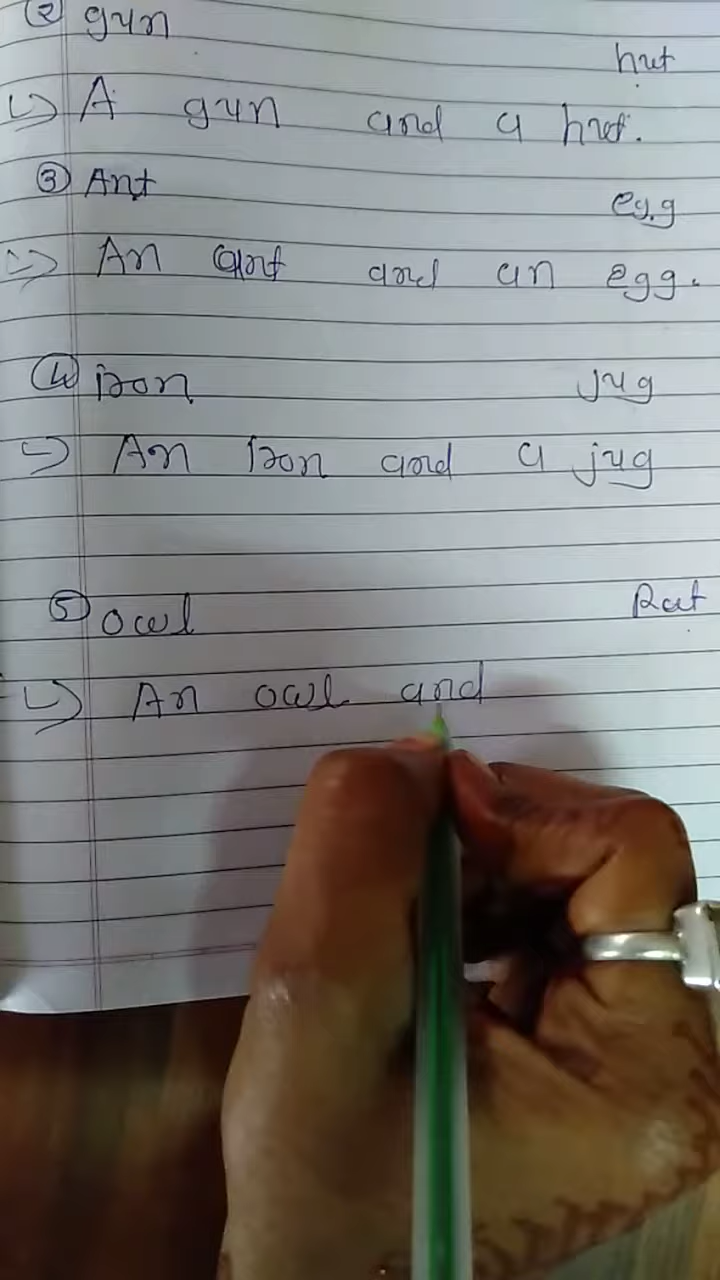 ② gun hut
↳ A gun and a hut.
③ Ant egg
↳ An ant and an egg.
④ iron jug
↳ An Iron and a jug
⑤ owl Rat
↳ An owl and